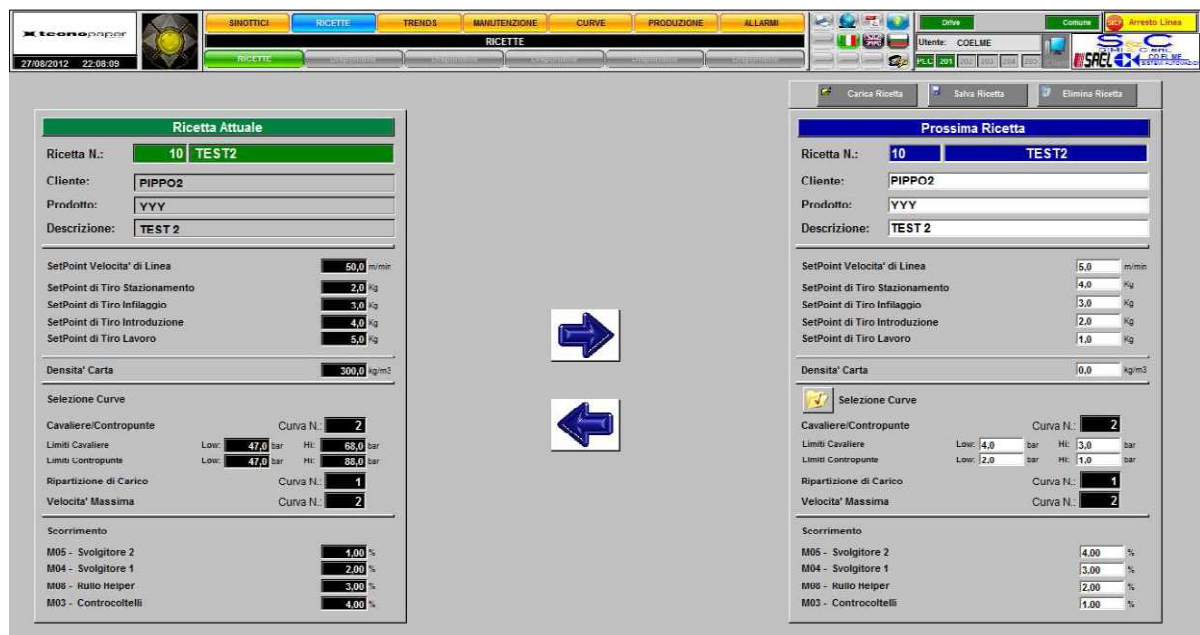 tecnopaper
27/08/2012 22:08:09
SINOTTICI RICETTE TRENDS MANUTENZIONE CURVE PRODUZIONE ALLARMI
RICETTE
RICETTE Disponibile Disponibile Disponibile Disponibile Disponibile
Drive Comune Arresto Linea
Utente: COELME
PLC 201 202 203 204 205
SAEL
Carica Ricetta Salva Ricetta Elimina Ricetta
Ricetta Attuale
Ricetta N.: 10 TEST2
Cliente: PIPPO2
Prodotto: YYY
Descrizione: TEST 2
SetPoint Velocita' di Linea 50,0 m/min
SetPoint di Tiro Stazionamento 2,0 Kg
SetPoint di Tiro Infilaggio 3,0 Kg
SetPoint di Tiro Introduzione 4,0 Kg
SetPoint di Tiro Lavoro 5,0 Kg
Densita' Carta 300,0 kg/m3
Selezione Curve
Cavaliere/Contropunte Curva N.: 2
Limiti Cavaliere Low: 47,0 bar Hi: 68,0 bar
Limiti Contropunte Low: 47,0 bar Hi: 88,0 bar
Ripartizione di Carico Curva N.: 1
Velocita' Massima Curva N.: 2
Scorrimento
M05 - Svolgitore 2 1,00 %
M04 - Svolgitore 1 2,00 %
M08 - Rullo Helper 3,00 %
M03 - Controcoltelli 4,00 %
Prossima Ricetta
Ricetta N.: 10 TEST2
Cliente: PIPPO2
Prodotto: YYY
Descrizione: TEST 2
SetPoint Velocita' di Linea 5,0 m/min
SetPoint di Tiro Stazionamento 4,0 Kg
SetPoint di Tiro Infilaggio 3,0 Kg
SetPoint di Tiro Introduzione 2,0 Kg
SetPoint di Tiro Lavoro 1,0 Kg
Densita' Carta 0,0 kg/m3
Selezione Curve
Cavaliere/Contropunte Curva N.: 2
Limiti Cavaliere Low: 4,0 bar Hi: 3,0 bar
Limiti Contropunte Low: 2,0 bar Hi: 1,0 bar
Ripartizione di Carico Curva N.: 1
Velocita' Massima Curva N.: 2
Scorrimento
M05 - Svolgitore 2 4,00 %
M04 - Svolgitore 1 3,00 %
M08 - Rullo Helper 2,00 %
M03 - Controcoltelli 1,00 %